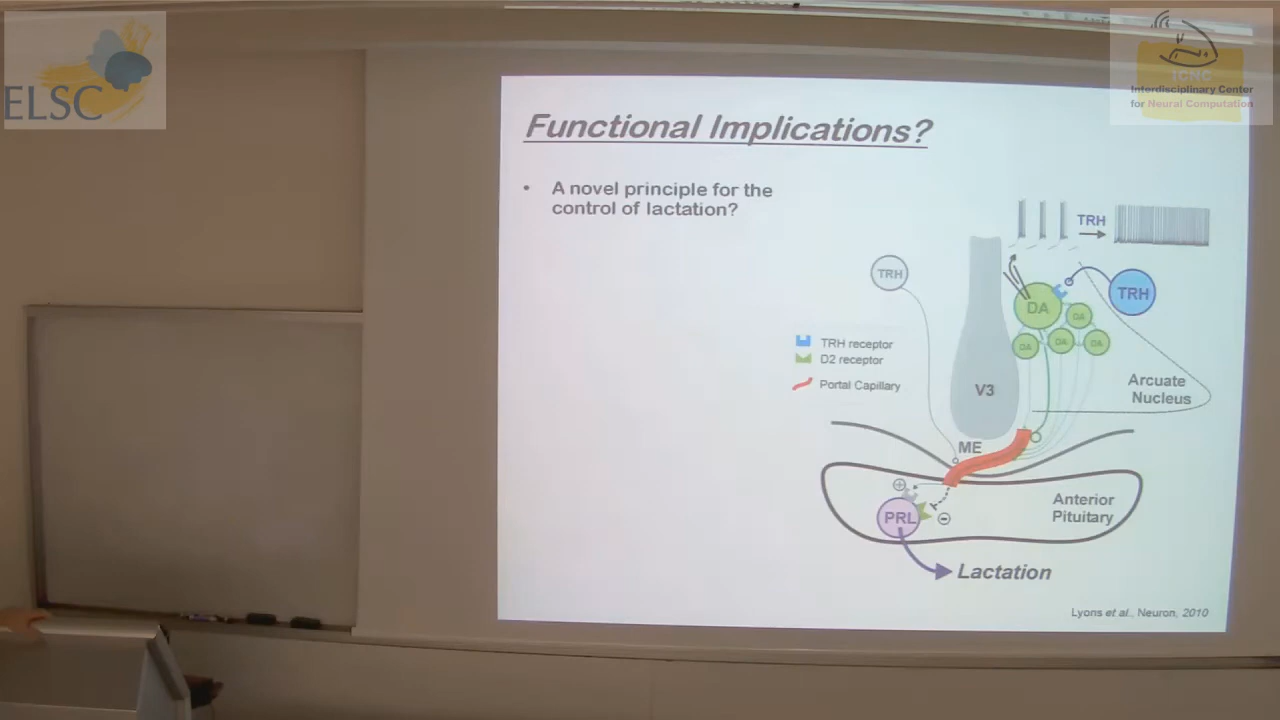 ELSC
ICNC
Interdisciplinary Center
for Neural Computation
Functional Implications?
• A novel principle for the
control of lactation?
TRH
TRH
TRH
DA
DA
DA
DA
DA
TRH receptor
D2 receptor
Portal Capillary
V3
Arcuate
Nucleus
ME
Anterior
Pituitary
PRL
Lactation
Lyons et al., Neuron, 2010